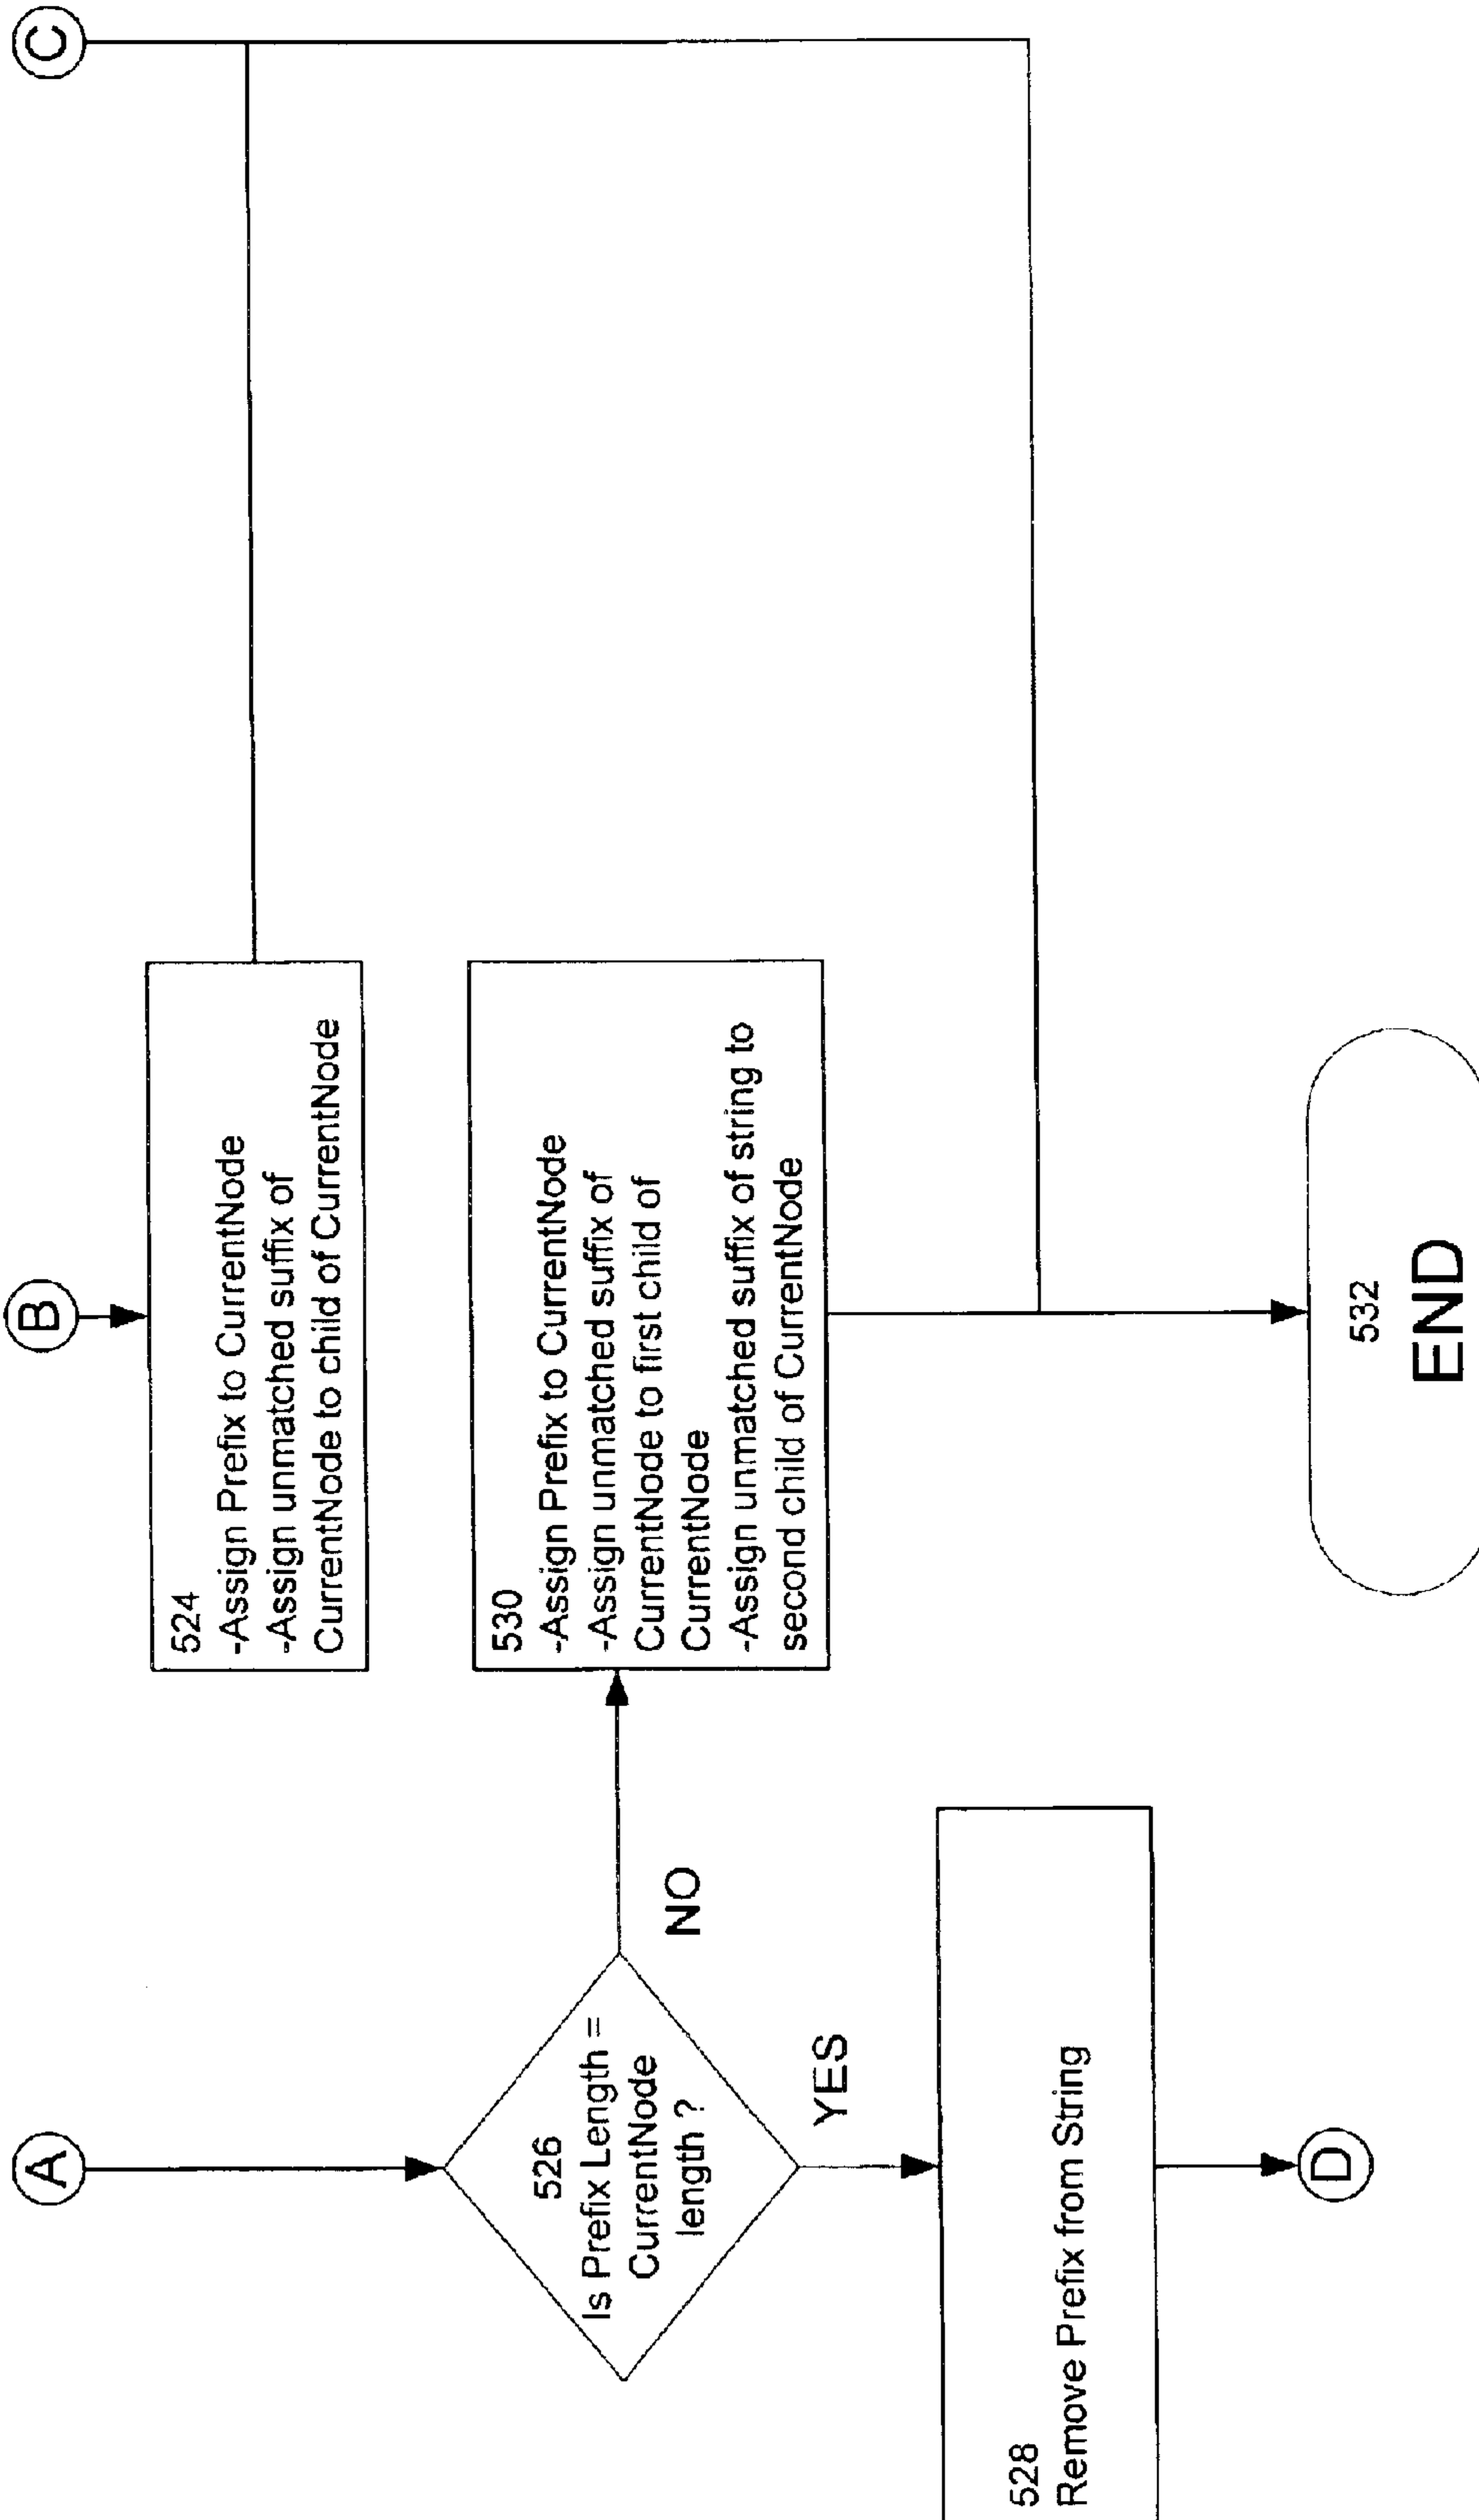 A
B
C
524
-Assign Prefix to CurrentNode
-Assign unmatched suffix of
CurrentNode to child of CurrentNode
526
Is Prefix Length =
CurrentNode
length ?
NO
YES
530
-Assign Prefix to CurrentNode
-Assign unmatched suffix of
CurrentNode to first child of
CurrentNode
-Assign unmatched suffix of string to
second child of CurrentNode
528
Remove Prefix from String
D
532
END